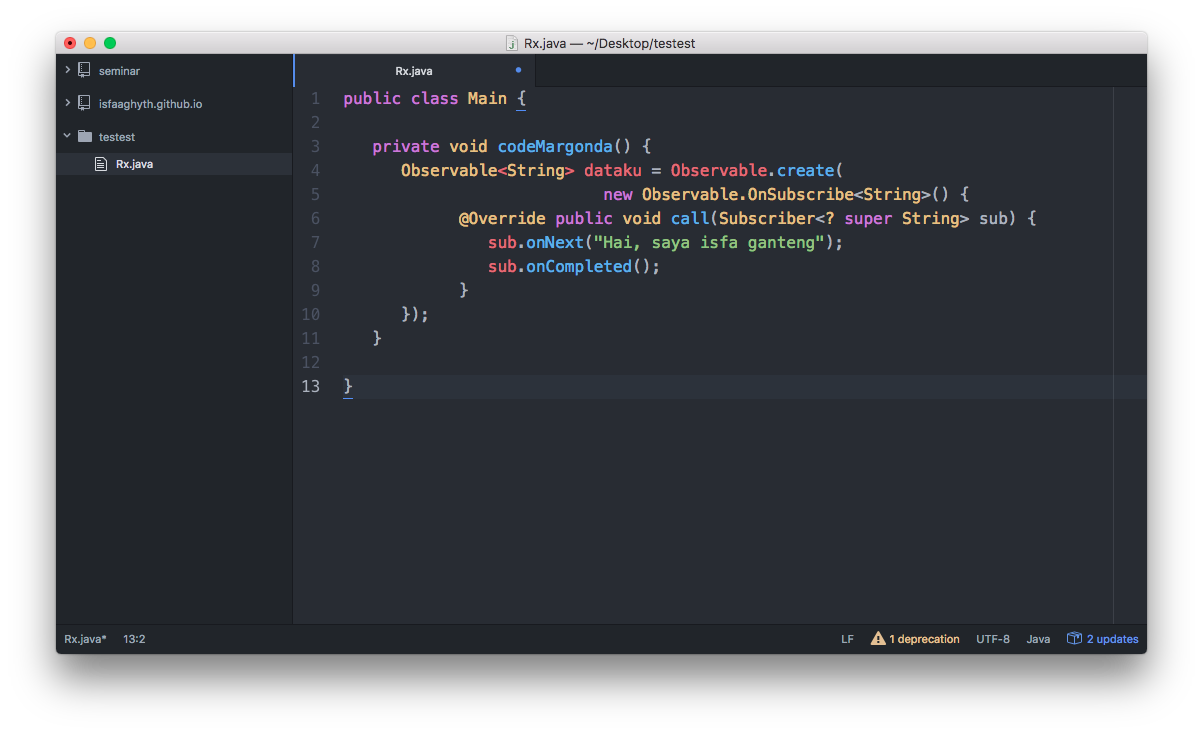 Rx.java — ~/Desktop/testest
seminar
isfaaghyth.github.io
testest
Rx.java
Rx.java
1 public class Main {
2
3 private void codeMargonda() {
4 Observable<String> dataku = Observable.create(
5 new Observable.OnSubscribe<String>() {
6 @Override public void call(Subscriber<? super String> sub) {
7 sub.onNext("Hai, saya isfa ganteng");
8 sub.onCompleted();
9 }
10 });
11 }
12
13 }
Rx.java* 13:2 LF 1 deprecation UTF-8 Java 2 updates